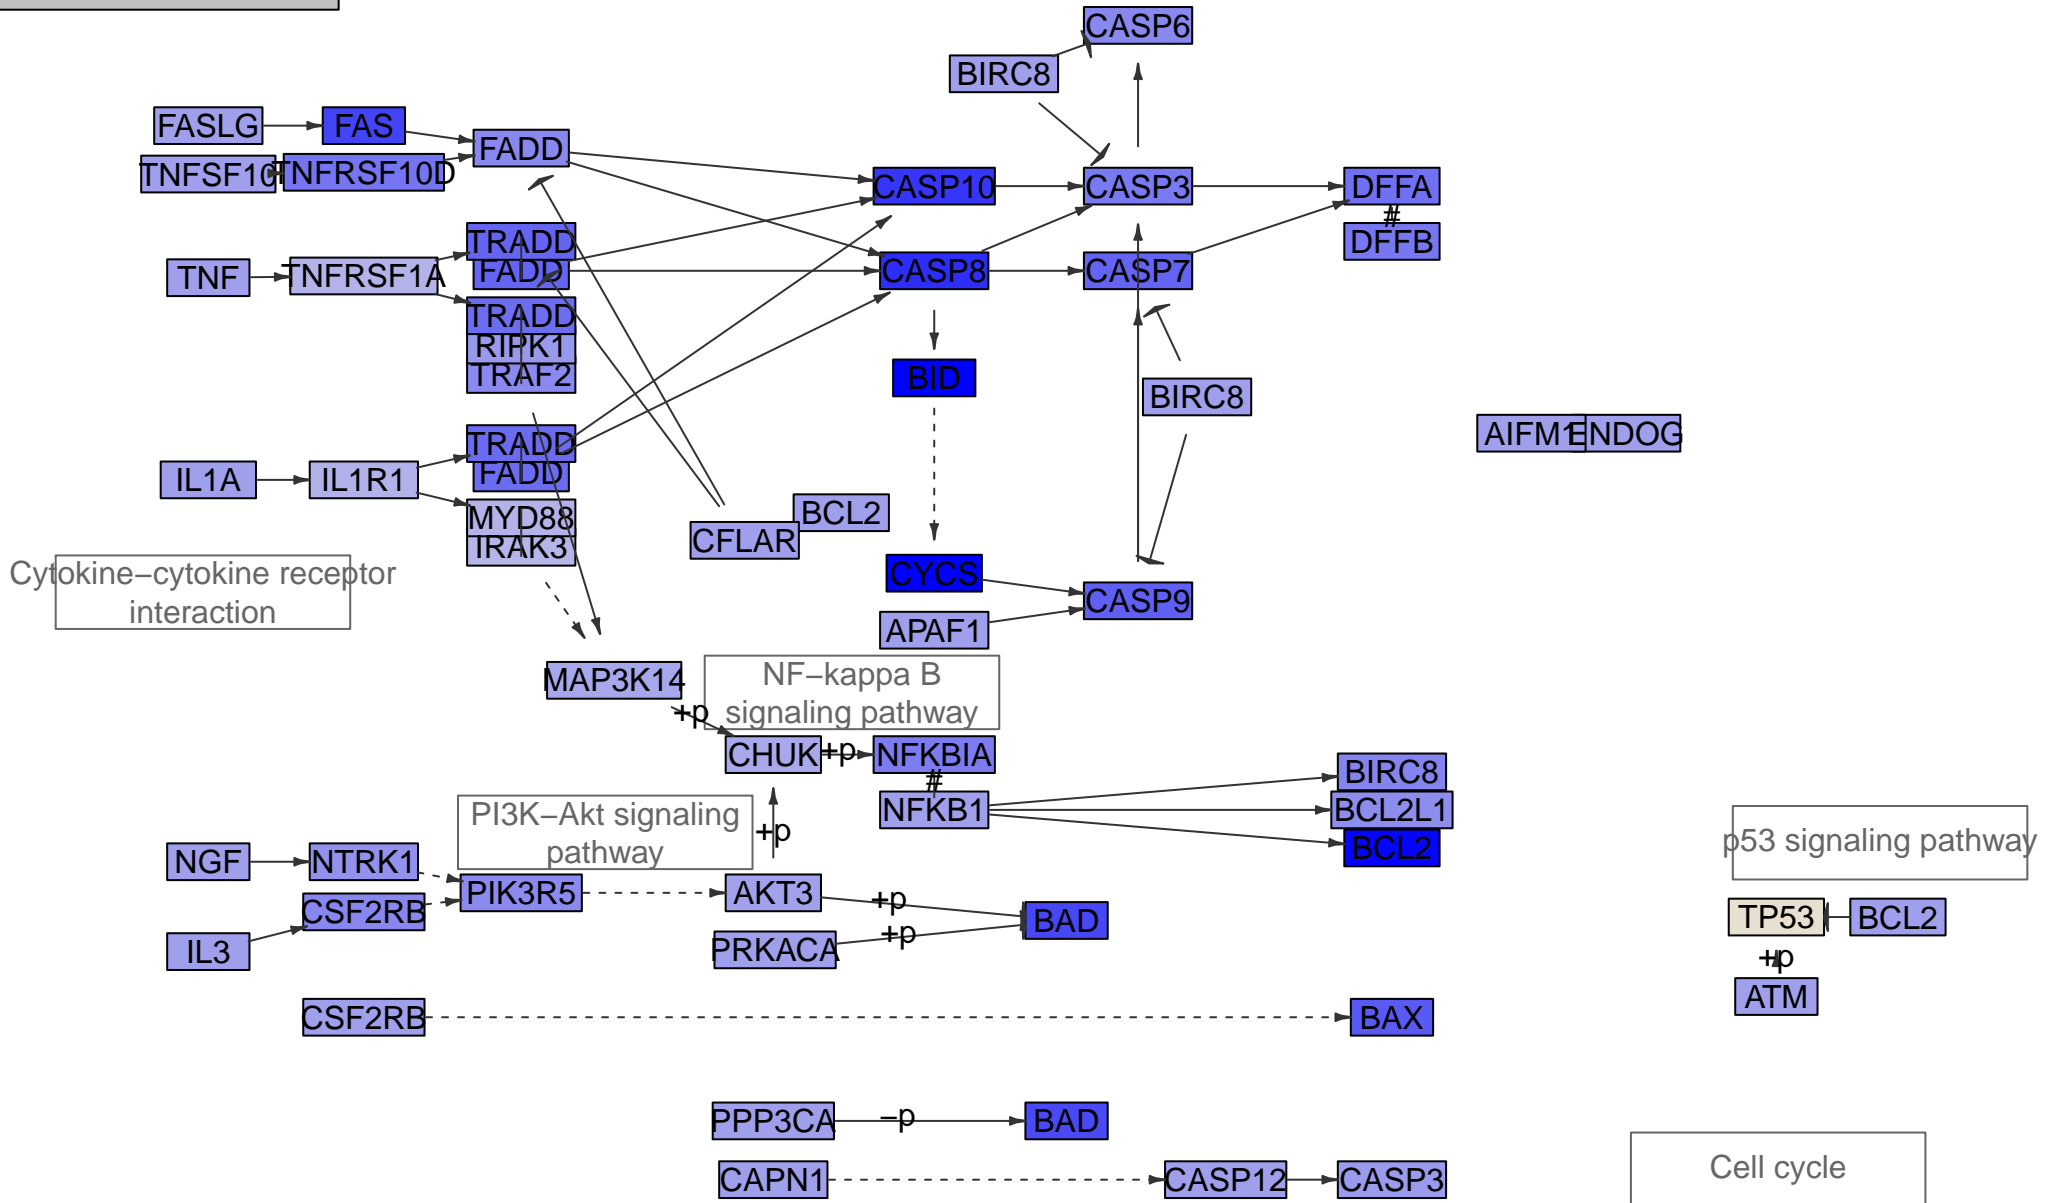 CASP6
BIRC8
FASLG
FAS
FADD
TNFSF10
TNFRSF10D
CASP10
CASP3
DFFA
#
DFFB
TRADD
FADD
TNF
TNFRSF1A
CASP8
CASP7
TRADD
RIPK1
TRAF2
BID
BIRC8
AIFM1
ENDOG
TRADD
FADD
IL1A
IL1R1
MYD88
IRAK3
BCL2
CFLAR
Cytokine–cytokine receptor
interaction
CYCS
CASP9
APAF1
MAP3K14
NF–kappa B
signaling pathway
+p
CHUK
+p
NFKBIA
#
NFKB1
BIRC8
BCL2L1
BCL2
PI3K–Akt signaling
pathway
+p
p53 signaling pathway
NGF
NTRK1
PIK3R5
AKT3
+p
CSF2RB
BAD
TP53
BCL2
IL3
PRKACA
+p
+p
ATM
CSF2RB
BAX
PPP3CA
–p
BAD
CAPN1
CASP12
CASP3
Cell cycle